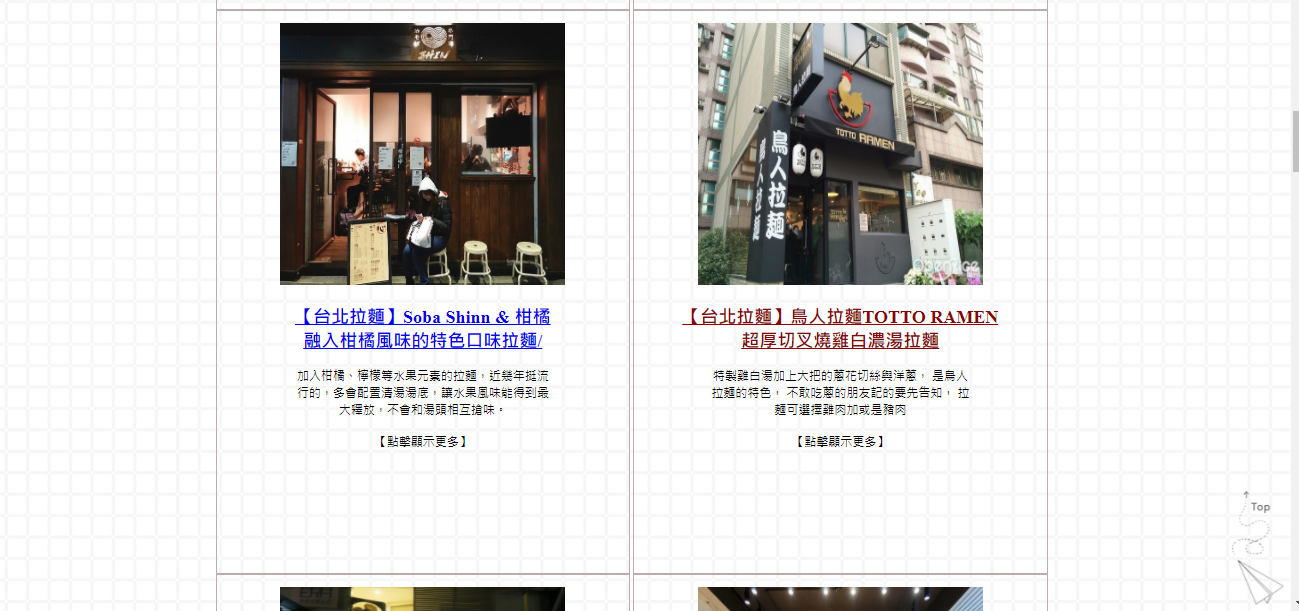 SHIN
TOTTO RAMEN
鳥人拉麵
鳥人拉麵
【台北拉麵】Soba Shinn & 柑橘
融入柑橘風味的特色口味拉麵/
加入柑橘、檸檬等水果元素的拉麵，近幾年挺流
行的，多會配置清湯湯底，讓水果風味能得到最
大釋放，不會和湯頭相互搶味。
【點擊顯示更多】
【台北拉麵】鳥人拉麵TOTTO RAMEN
超厚切叉燒雞白濃湯拉麵
特製雞白湯加上大把的蔥花切絲與洋蔥， 是鳥人
拉麵的特色， 不敢吃蔥的朋友記的要先告知， 拉
麵可選擇雞肉加或是豬肉
【點擊顯示更多】
Top